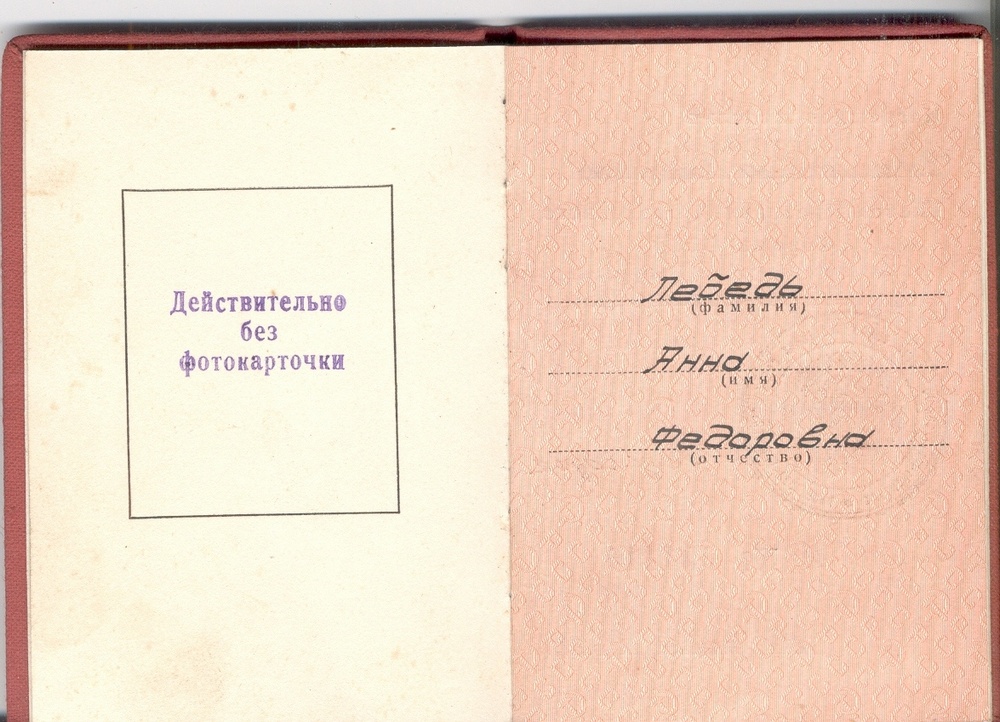 Действительно
без
фотокарточки
Лебедь
(фамилия)
Анна
(имя)
Федоровна
(отчество)